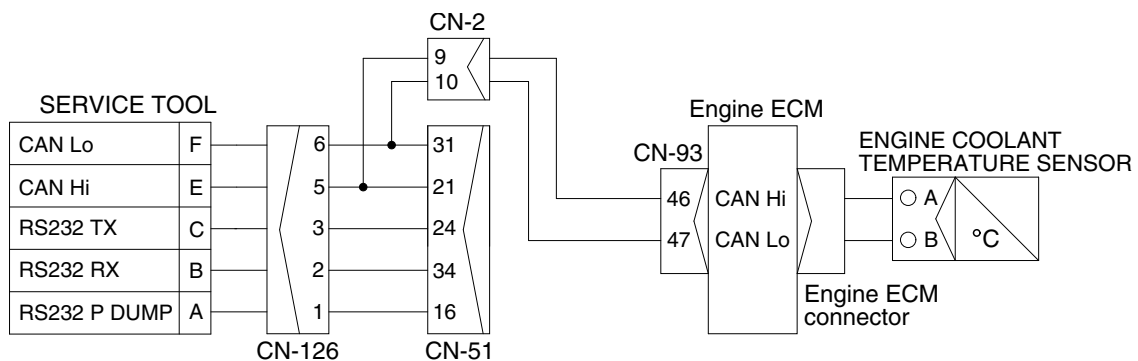 CN-2
9
10
SERVICE TOOL
CAN Lo F 6 31
CAN Hi E 5 21
RS232 TX C 3 24
RS232 RX B 2 34
RS232 P DUMP A 1 16
CN-126 CN-51
Engine ECM
CN-93
46 CAN Hi
47 CAN Lo
Engine ECM
connector
ENGINE COOLANT
TEMPERATURE SENSOR
A
B
°C